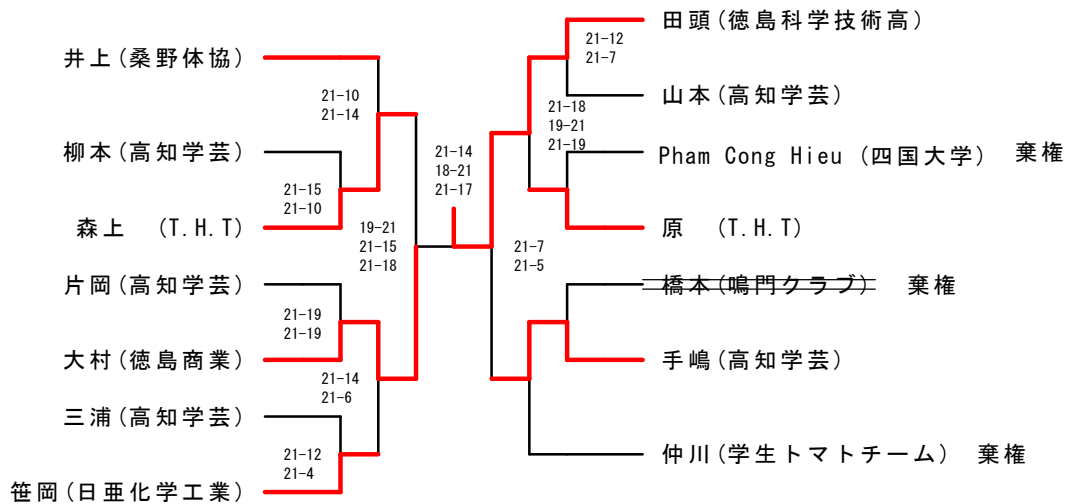 井上(桑野体協)
21-10
21-14
柳本(高知学芸)
21-15
21-10
森上 (T.H.T)
19-21
21-15
21-18
片岡(高知学芸)
21-19
21-19
大村(徳島商業)
21-14
21-6
三浦(高知学芸)
21-12
21-4
笹岡(日亜化学工業)
21-14
18-21
21-17
田頭(徳島科学技術高)
21-12
21-7
山本(高知学芸)
21-18
19-21
21-19
Pham Cong Hieu (四国大学) 棄権
原 (T.H.T)
21-7
21-5
橋本(鳴門クラブ) 棄権
手嶋(高知学芸)
仲川(学生トマトチーム) 棄権